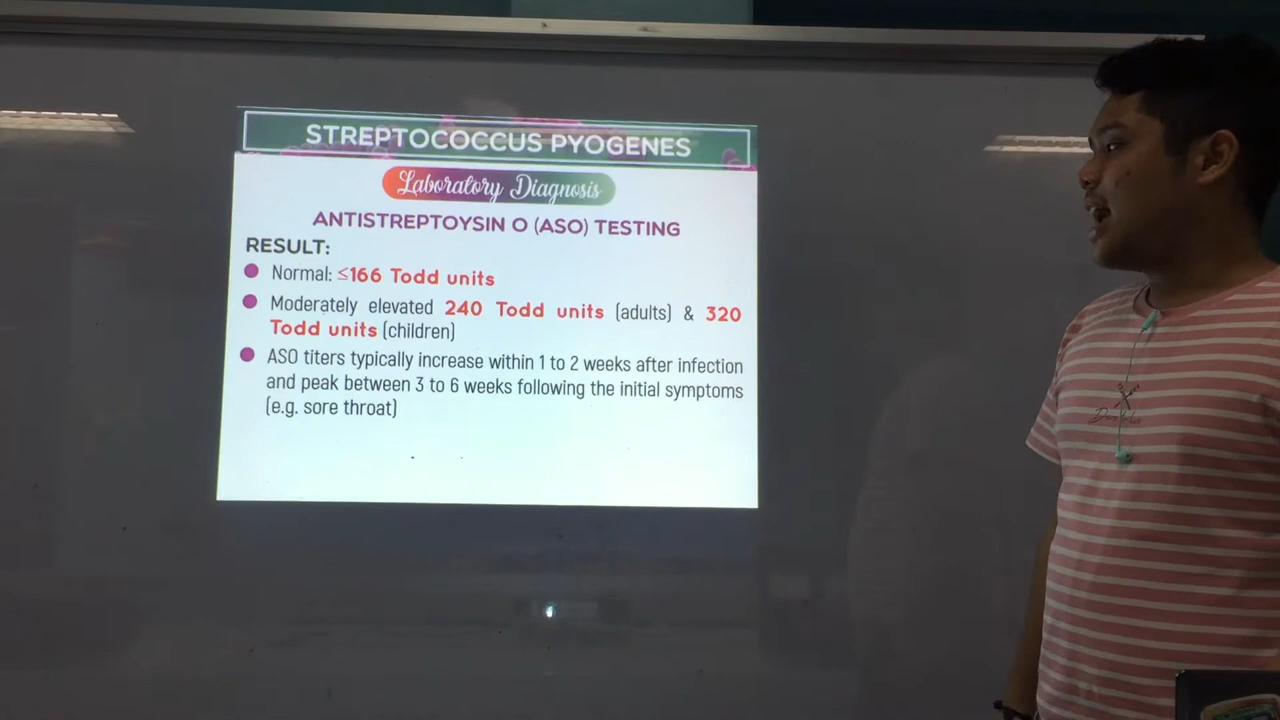 STREPTOCOCCUS PYOGENES
Laboratory Diagnosis
ANTISTREPTOYSIN O (ASO) TESTING
RESULT:
Normal: ≤166 Todd units
Moderately elevated 240 Todd units (adults) & 320
Todd units (children)
ASO titers typically increase within 1 to 2 weeks after infection
and peak between 3 to 6 weeks following the initial symptoms
(e.g. sore throat)